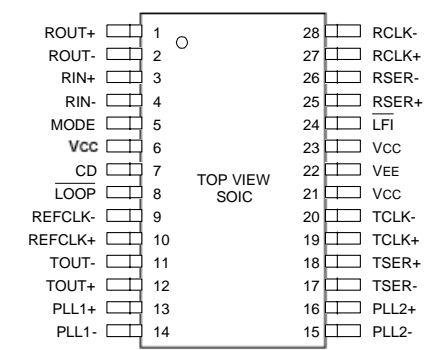 ROUT+ 1 28 RCLK-
ROUT- 2 27 RCLK+
RIN+ 3 26 RSER-
RIN- 4 25 RSER+
MODE 5 24 LFI
VCC 6 23 VCC
CD 7 22 VEE
LOOP 8 21 VCC
TOP VIEW
SOIC
REFCLK- 9 20 TCLK-
REFCLK+ 10 19 TCLK+
TOUT- 11 18 TSER+
TOUT+ 12 17 TSER-
PLL1+ 13 16 PLL2+
PLL1- 14 15 PLL2-